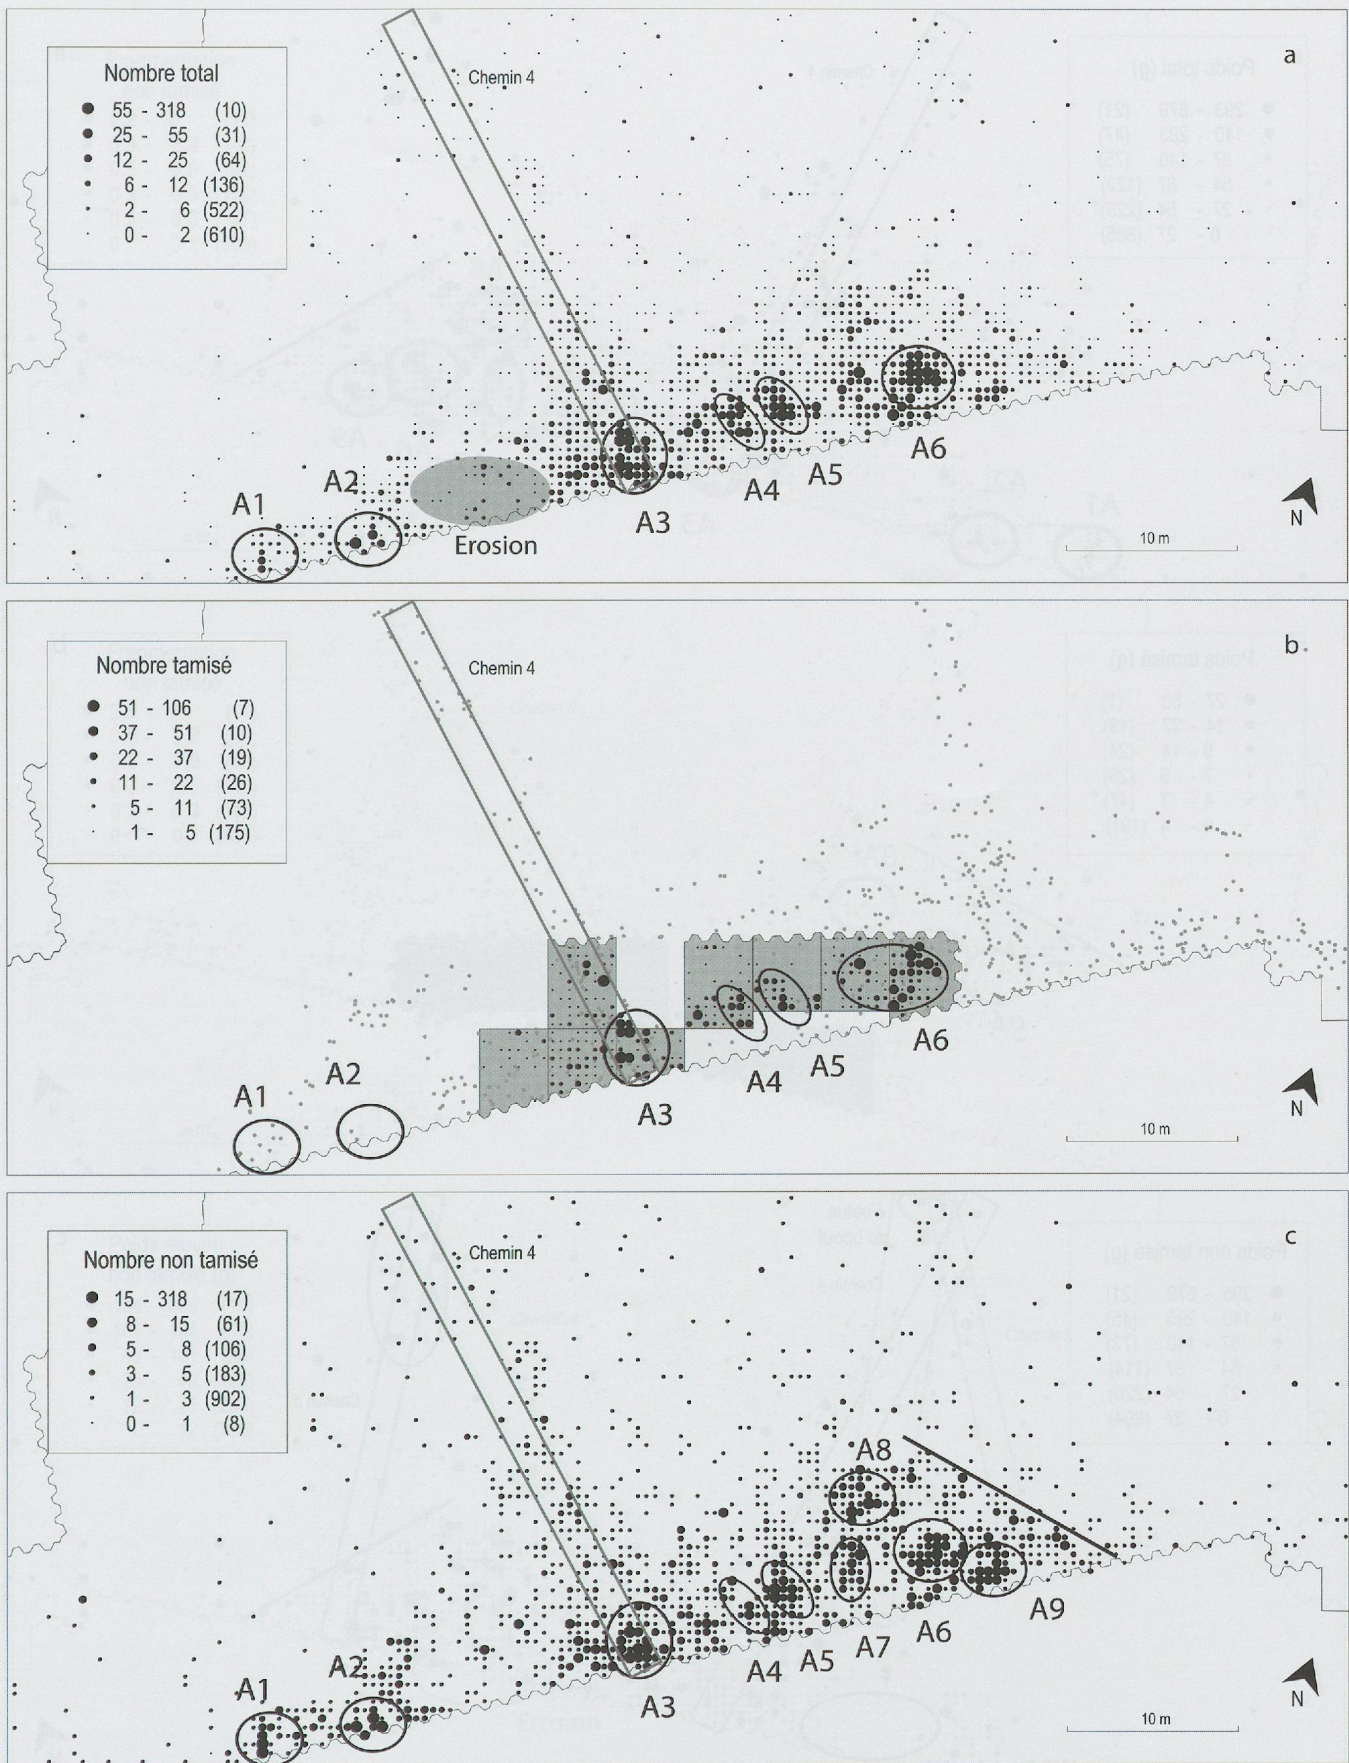 a
Nombre total
55 - 318 (10)
25 - 55 (31)
12 - 25 (64)
6 - 12 (136)
2 - 6 (522)
0 - 2 (610)
Chemin 4
A1
A2
Erosion
A3
A4
A5
A6
N
10 m
b
Nombre tamisé
51 - 106 (7)
37 - 51 (10)
22 - 37 (19)
11 - 22 (26)
5 - 11 (73)
1 - 5 (175)
Chemin 4
A1
A2
A3
A4
A5
A6
N
10 m
c
Nombre non tamisé
15 - 318 (17)
8 - 15 (61)
5 - 8 (106)
3 - 5 (183)
1 - 3 (902)
0 - 1 (8)
Chemin 4
A8
A1
A2
A3
A4
A5
A7
A6
A9
N
10 m